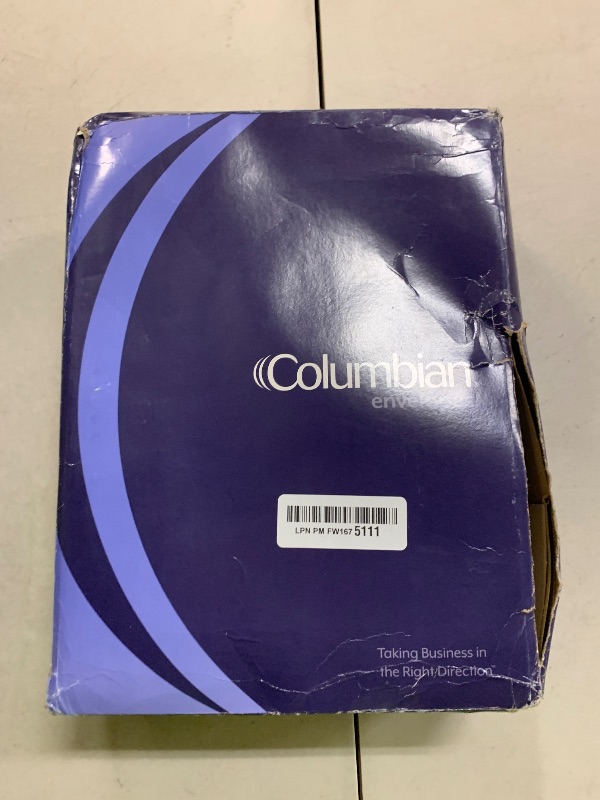 Columbian
LPN PM FW167 5111
Taking Business in
the Right Direction